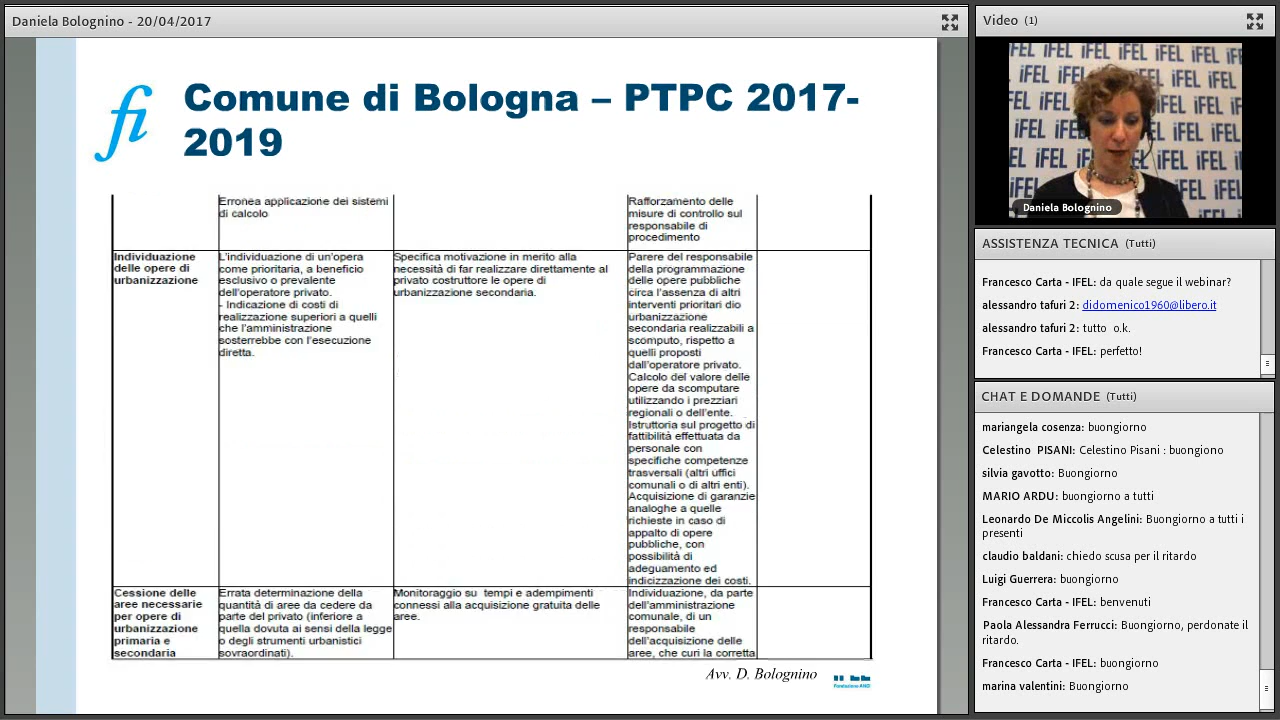 Daniela Bolognino - 20/04/2017
Comune di Bologna – PTPC 2017-
2019
Erronea applicazione dei sistemi
di calcolo
Rafforzamento delle
misure di controllo sul
responsabile di
procedimento
Individuazione
delle opere di
urbanizzazione
L'individuazione di un'opera
come prioritaria, a beneficio
esclusivo o prevalente
dell'operatore privato.
- Indicazione di costi di
realizzazione superiori a quelli
che l'amministrazione
sosterrebbe con l'esecuzione
diretta.
Specifica motivazione in merito alla
necessità di far realizzare direttamente al
privato costruttore le opere di
urbanizzazione secondaria.
Parere del responsabile
della programmazione
delle opere pubbliche
circa l'assenza di altri
interventi prioritari dio
urbanizzazione
secondaria realizzabili a
scomputo, rispetto a
quelli proposti
dall'operatore privato.
Calcolo del valore delle
opere da scomputare
utilizzando i prezziari
regionali o dell'ente.
Istruttoria sul progetto di
fattibilità effettuata da
personale con
specifiche competenze
trasversali (altri uffici
comunali o di altri enti).
Acquisizione di garanzie
analoghe a quelle
richieste in caso di
appalto di opere
pubbliche, con
possibilità di
adeguamento ed
indicizzazione dei costi.
Cessione delle
aree necessarie
per opere di
urbanizzazione
primaria e
secondaria
Errata determinazione della
quantità di aree da cedere da
parte del privato (inferiore a
quella dovuta ai sensi della legge
o degli strumenti urbanistici
sovraordinati).
Monitoraggio su tempi e adempimenti
connessi alla acquisizione gratuita delle
aree.
Individuazione, da parte
dell'amministrazione
comunale, di un
responsabile
dell'acquisizione delle
aree, che curi la corretta
Avv. D. Bolognino
Fondazione ANCI
Video (1)
iFEL
Daniela Bolognino
ASSISTENZA TECNICA (Tutti)
Francesco Carta - IFEL: da quale segue il webinar?
alessandro tafuri 2: didomenico1960@libero.it
alessandro tafuri 2: tutto o.k.
Francesco Carta - IFEL: perfetto!
CHAT E DOMANDE (Tutti)
mariangela cosenza: buongiorno
Celestino PISANI: Celestino Pisani : buongiono
silvia gavotto: Buongiorno
MARIO ARDU: buongiorno a tutti
Leonardo De Miccolis Angelini: Buongiorno a tutti i
presenti
claudio baldani: chiedo scusa per il ritardo
Luigi Guerrera: buongiorno
Francesco Carta - IFEL: benvenuti
Paola Alessandra Ferrucci: Buongiorno, perdonate il
ritardo.
Francesco Carta - IFEL: buongiorno
marina valentini: Buongiorno